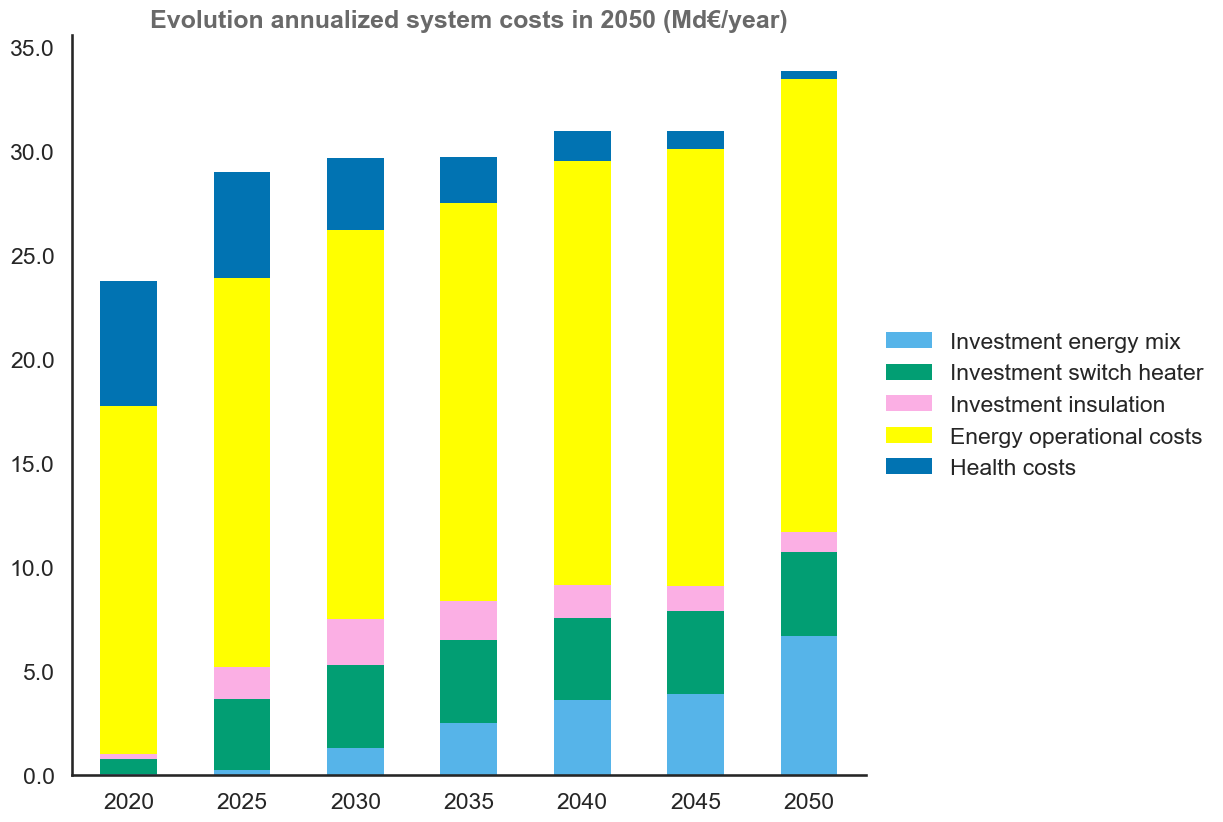 Evolution annualized system costs in 2050 (Md€/year)
35.0
30.0
25.0
20.0
15.0
10.0
5.0
0.0
2020 2025 2030 2035 2040 2045 2050
Investment energy mix
Investment switch heater
Investment insulation
Energy operational costs
Health costs